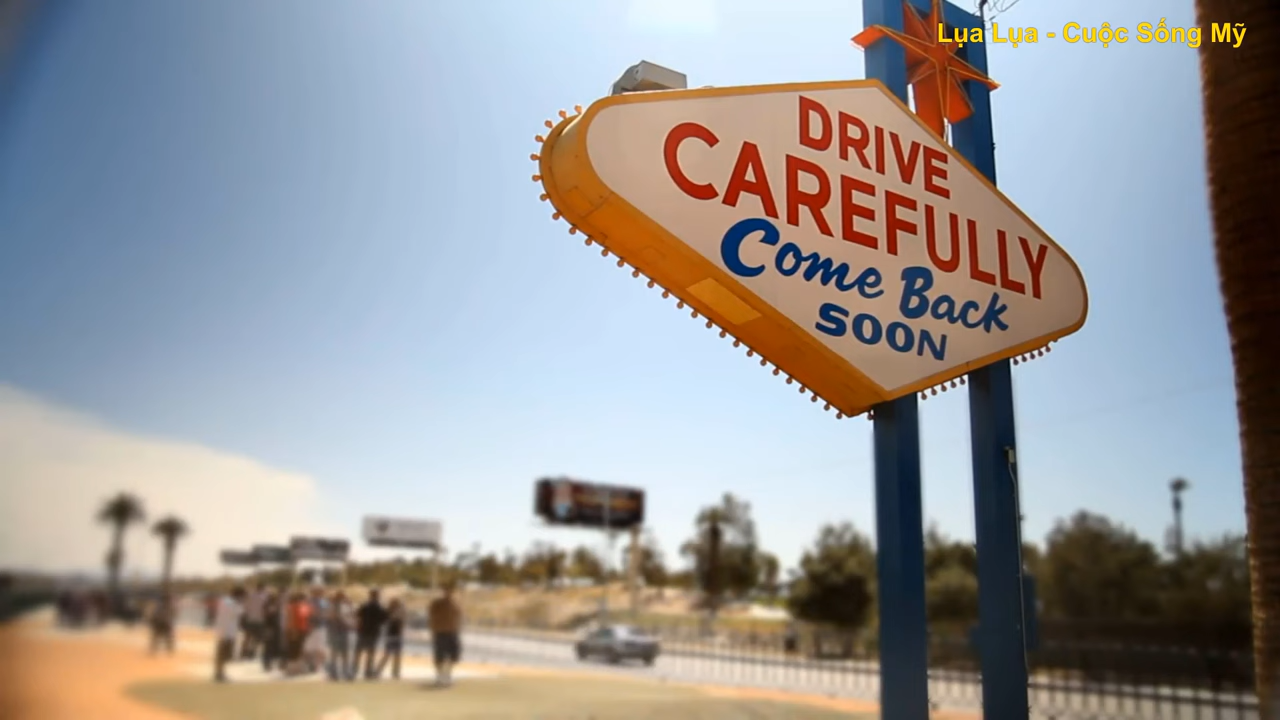 Lụa Lụa - Cuộc Sống Mỹ
DRIVE
CAREFULLY
Come Back
SOON